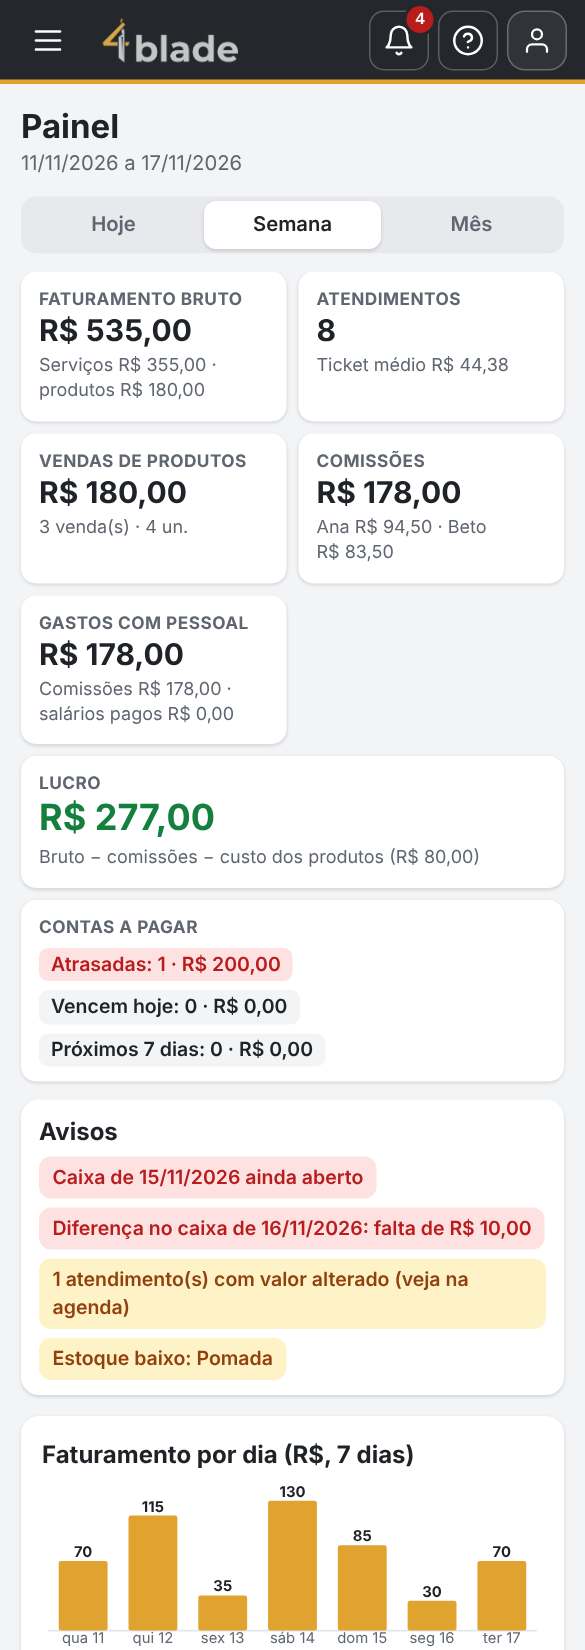 4blade
4
Painel
11/11/2026 a 17/11/2026
Hoje
Semana
Mês
FATURAMENTO BRUTO
R$ 535,00
Serviços R$ 355,00 ·
produtos R$ 180,00
ATENDIMENTOS
8
Ticket médio R$ 44,38
VENDAS DE PRODUTOS
R$ 180,00
3 venda(s) · 4 un.
COMISSÕES
R$ 178,00
Ana R$ 94,50 · Beto
R$ 83,50
GASTOS COM PESSOAL
R$ 178,00
Comissões R$ 178,00 ·
salários pagos R$ 0,00
LUCRO
R$ 277,00
Bruto − comissões − custo dos produtos (R$ 80,00)
CONTAS A PAGAR
Atrasadas: 1 · R$ 200,00
Vencem hoje: 0 · R$ 0,00
Próximos 7 dias: 0 · R$ 0,00
Avisos
Caixa de 15/11/2026 ainda aberto
Diferença no caixa de 16/11/2026: falta de R$ 10,00
1 atendimento(s) com valor alterado (veja na
agenda)
Estoque baixo: Pomada
Faturamento por dia (R$, 7 dias)
70
115
35
130
85
30
70
qua 11
qui 12
sex 13
sáb 14
dom 15
seg 16
ter 17